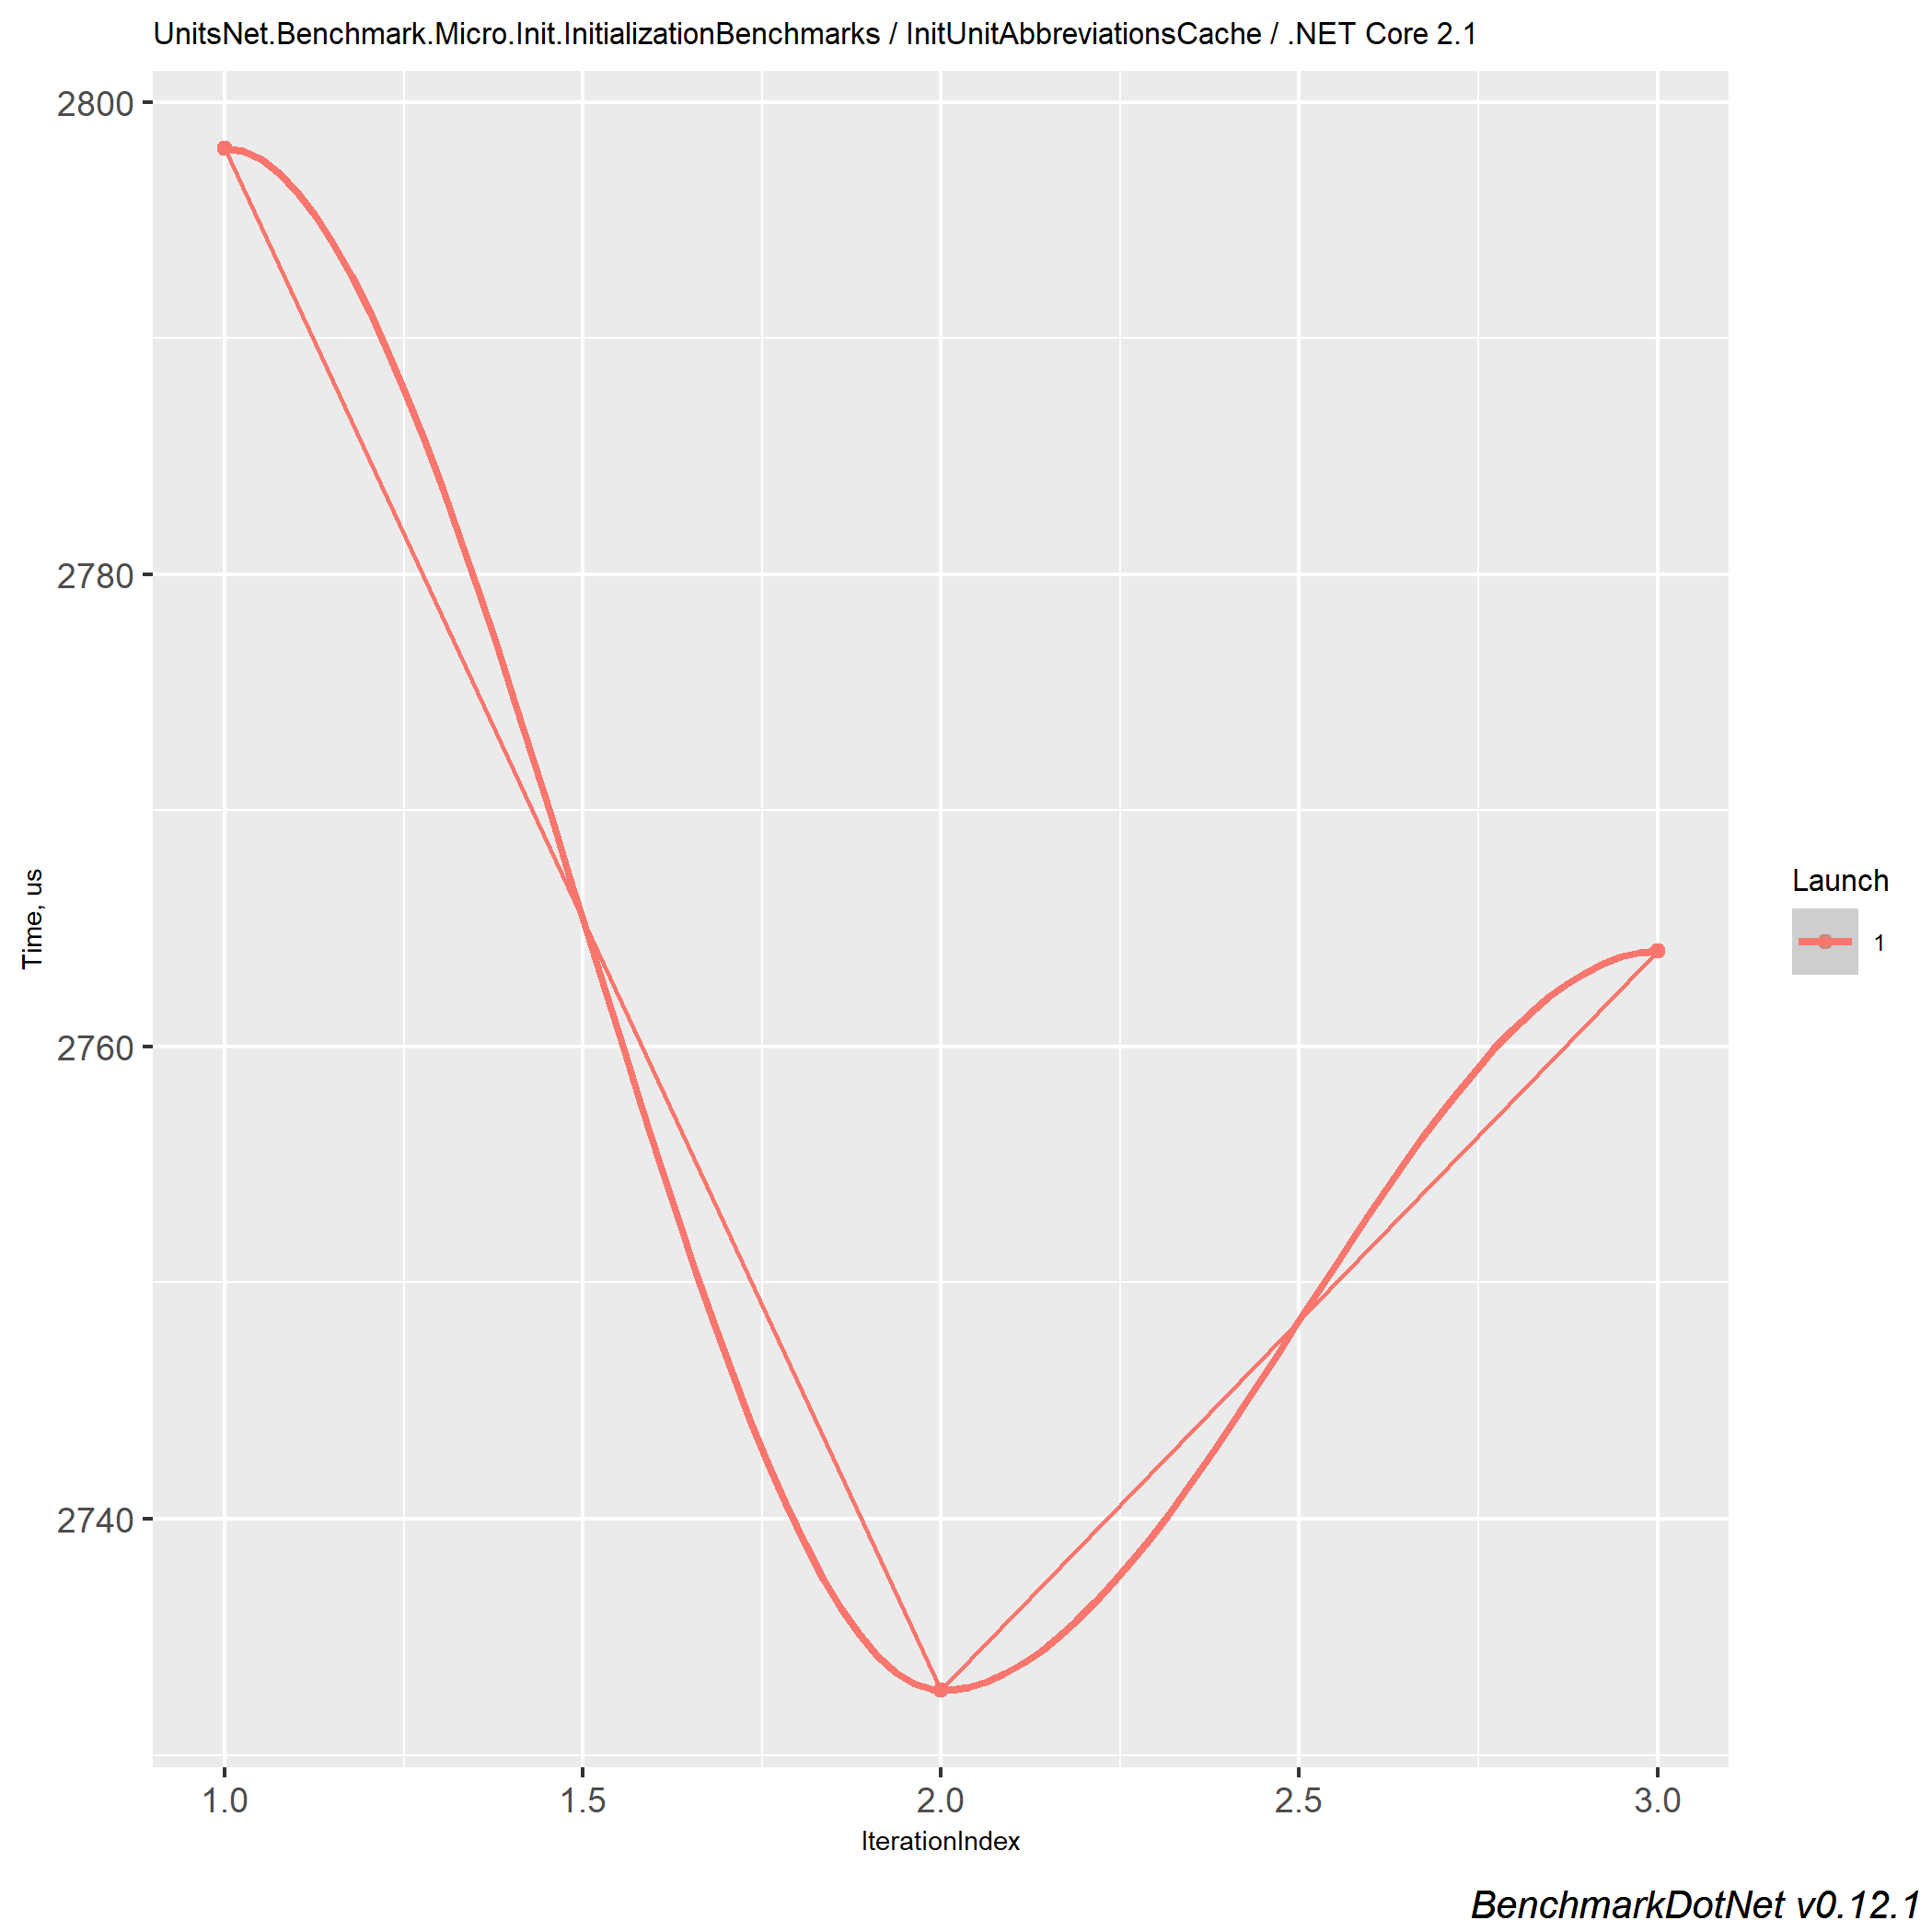 UnitsNet.Benchmark.Micro.Init.InitializationBenchmarks / InitUnitAbbreviationsCache / .NET Core 2.1
2800
2780
2760
2740
Time, us
1.0 1.5 2.0 2.5 3.0
IterationIndex
Launch
1
BenchmarkDotNet v0.12.1